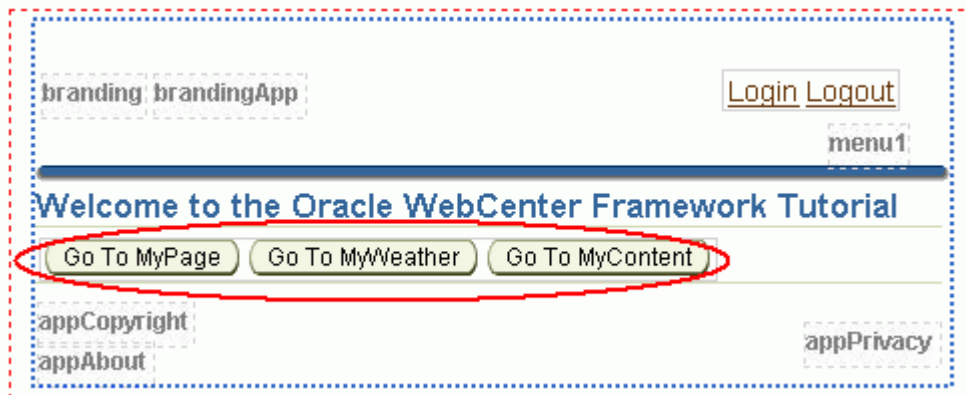 branding brandingApp
Login Logout
menu1
Welcome to the Oracle WebCenter Framework Tutorial
Go To MyPage Go To MyWeather Go To MyContent
appCopyright
appAbout
appPrivacy